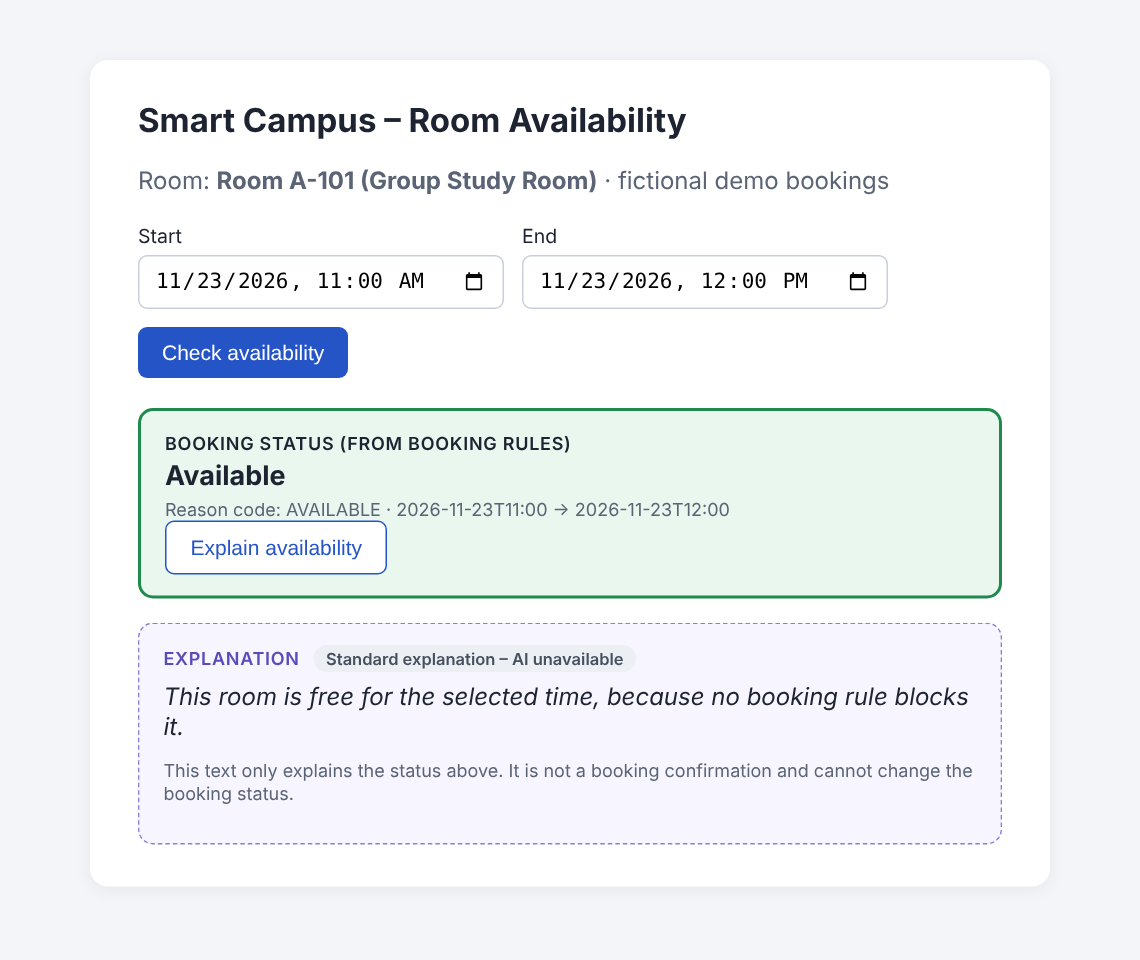 Smart Campus – Room Availability
Room: Room A-101 (Group Study Room) · fictional demo bookings
Start End
11/23/2026, 11:00 AM 11/23/2026, 12:00 PM
Check availability
BOOKING STATUS (FROM BOOKING RULES)
Available
Reason code: AVAILABLE · 2026-11-23T11:00 → 2026-11-23T12:00
Explain availability
EXPLANATION Standard explanation – AI unavailable
This room is free for the selected time, because no booking rule blocks
it.
This text only explains the status above. It is not a booking confirmation and cannot change the
booking status.